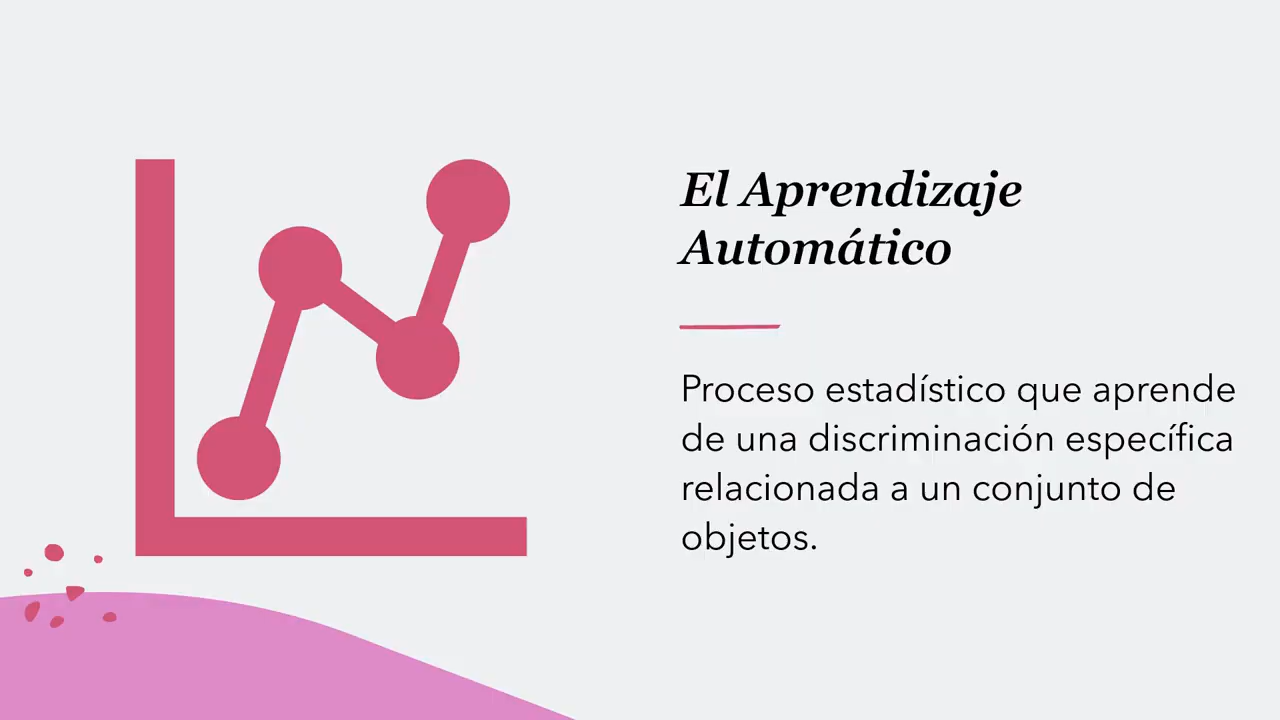 El Aprendizaje
Automático
Proceso estadístico que aprende
de una discriminación específica
relacionada a un conjunto de
objetos.